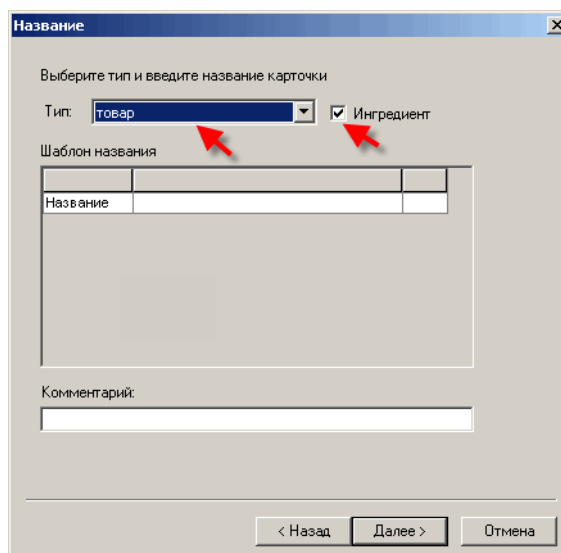 Название
Выберите тип и введите название карточки
Тип: товар Ингредиент
Шаблон названия
Название
Комментарий:
< Назад Далее > Отмена